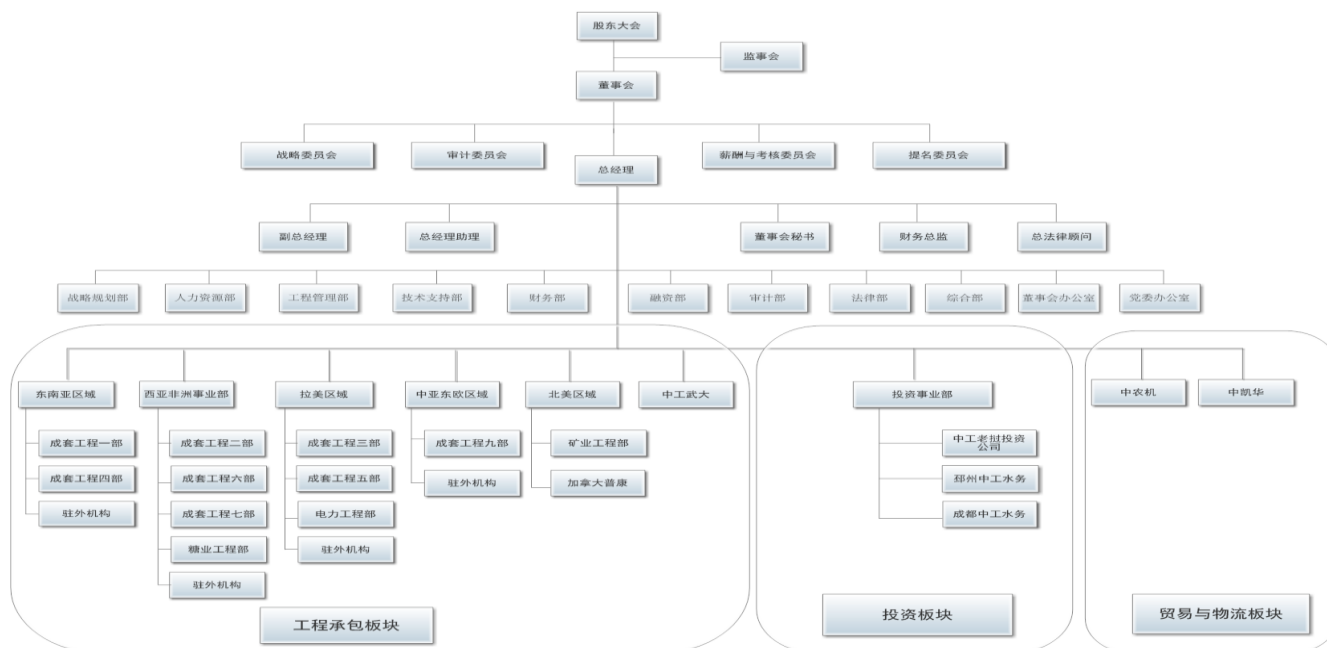 股东大会
监事会
董事会
战略委员会
审计委员会
薪酬与考核委员会
提名委员会
总经理
副总经理
总经理助理
董事会秘书
财务总监
总法律顾问
战略规划部
人力资源部
工程管理部
技术支持部
财务部
融资部
审计部
法律部
综合部
董事会办公室
党委办公室
东南亚区域
西亚非洲事业部
拉美区域
中亚东欧区域
北美区域
中工武大
投资事业部
中农机
中凯华
成套工程一部
成套工程四部
驻外机构
成套工程二部
成套工程六部
成套工程七部
糖业工程部
驻外机构
成套工程三部
成套工程五部
电力工程部
驻外机构
成套工程九部
驻外机构
矿业工程部
加拿大普康
中工老挝投资
公司
邳州中工水务
成都中工水务
工程承包板块
投资板块
贸易与物流板块